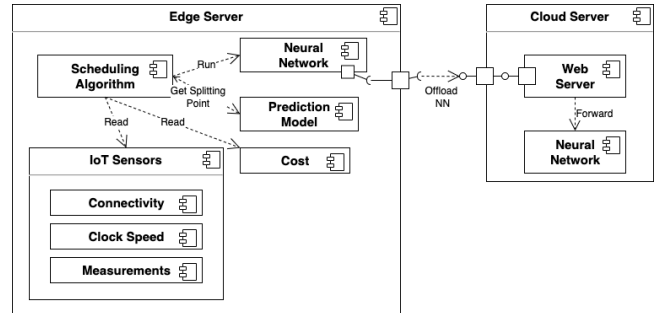 Edge Server
Cloud Server
Scheduling
Algorithm
Run
Neural
Network
Get Splitting
Point
Prediction
Model
Offload
NN
Web
Server
Forward
Neural
Network
Read
Read
IoT Sensors
Cost
Connectivity
Clock Speed
Measurements